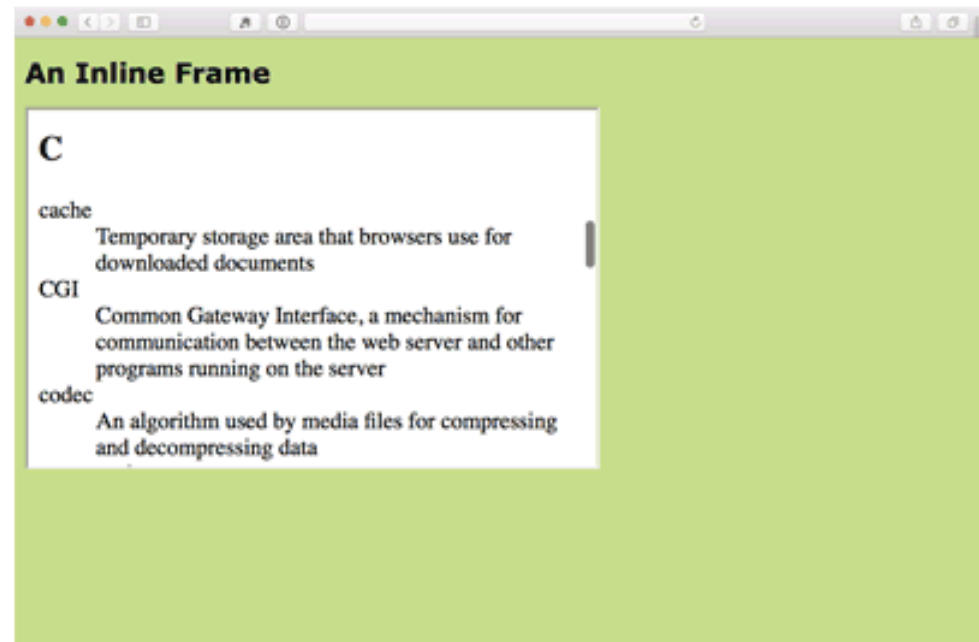 An Inline Frame
C
cache
Temporary storage area that browsers use for
downloaded documents
CGI
Common Gateway Interface, a mechanism for
communication between the web server and other
programs running on the server
codec
An algorithm used by media files for compressing
and decompressing data